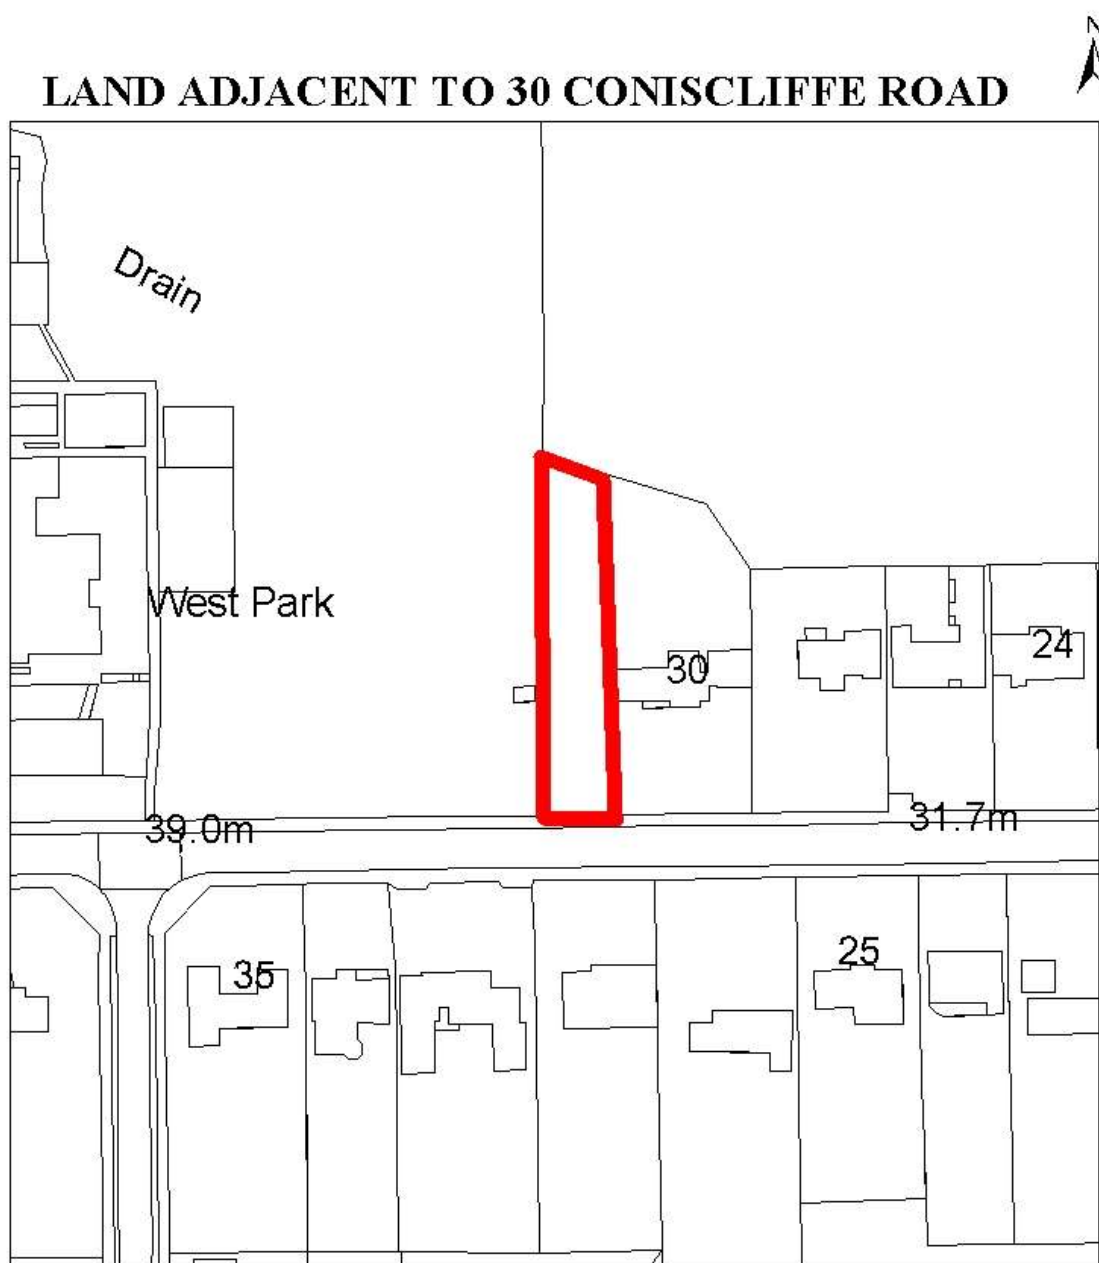 N
LAND ADJACENT TO 30 CONISCLIFFE ROAD
Drain
West Park
24
30
39.0m
31.7m
35
25